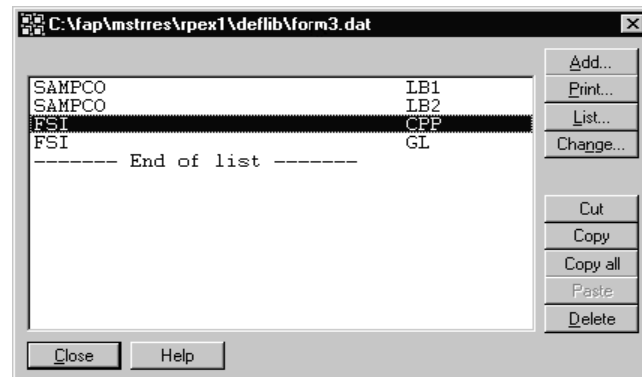 C:\fap\mstrres\rpex1\deflib\form3.dat
SAMPCO LB1
SAMPCO LB2
FSI CPP
FSI GL
------- End of list -------
Add...
Print...
List...
Change...
Cut
Copy
Copy all
Paste
Delete
Close Help